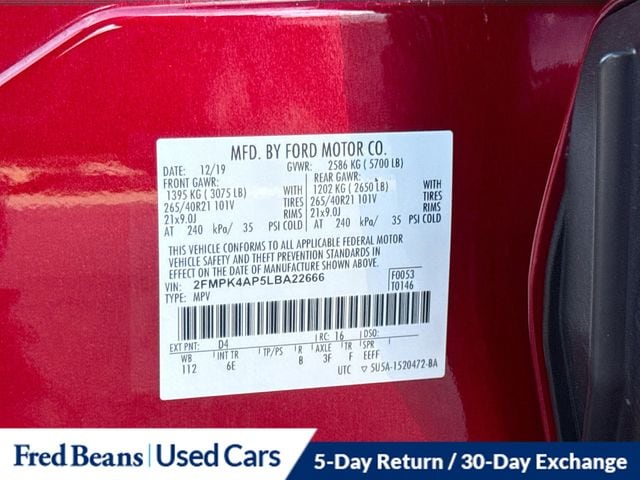 MFD. BY FORD MOTOR CO.
DATE: 12/19 GVWR: 2586 KG ( 5700 LB)
FRONT GAWR: REAR GAWR:
1395 KG ( 3075 LB) WITH 1202 KG ( 2650 LB) WITH
265/40R21 101V TIRES 265/40R21 101V TIRES
21x9.0J RIMS 21x9.0J RIMS
AT 240 kPa/ 35 PSI COLD AT 240 kPa/ 35 PSI COLD
THIS VEHICLE CONFORMS TO ALL APPLICABLE FEDERAL MOTOR
VEHICLE SAFETY AND THEFT PREVENTION STANDARDS IN
EFFECT ON THE DATE OF MANUFACTURE SHOWN ABOVE.
VIN: 2FMPK4AP5LBA22666 F0053
TYPE: MPV T0146
EXT PNT: D4 RC: 16 DSO:
WB INT TR TP/PS R AXLE TR SPR
112 6E B 3F F EEFF
UTC ▽ 5U5A-1520472-BA
Fred Beans Used Cars 5-Day Return / 30-Day Exchange